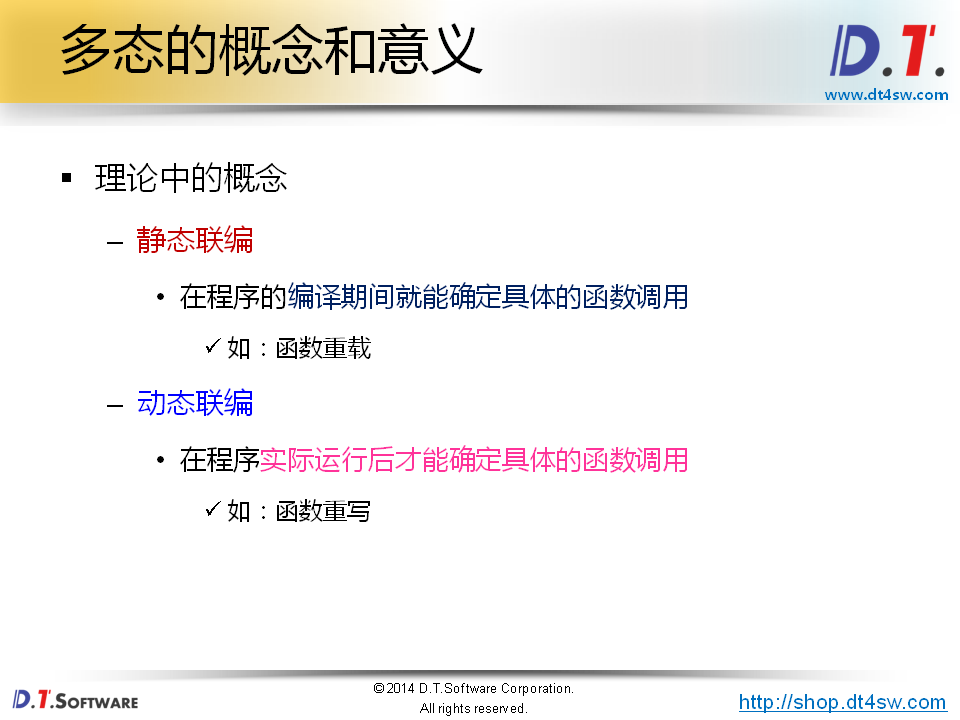 多态的概念和意义
D.T.
www.dt4sw.com
▪ 理论中的概念
– 静态联编
• 在程序的编译期间就能确定具体的函数调用
✓ 如：函数重载
– 动态联编
• 在程序实际运行后才能确定具体的函数调用
✓ 如：函数重写
D.T.SOFTWARE
©2014 D.T.Software Corporation.
All rights reserved.
http://shop.dt4sw.com